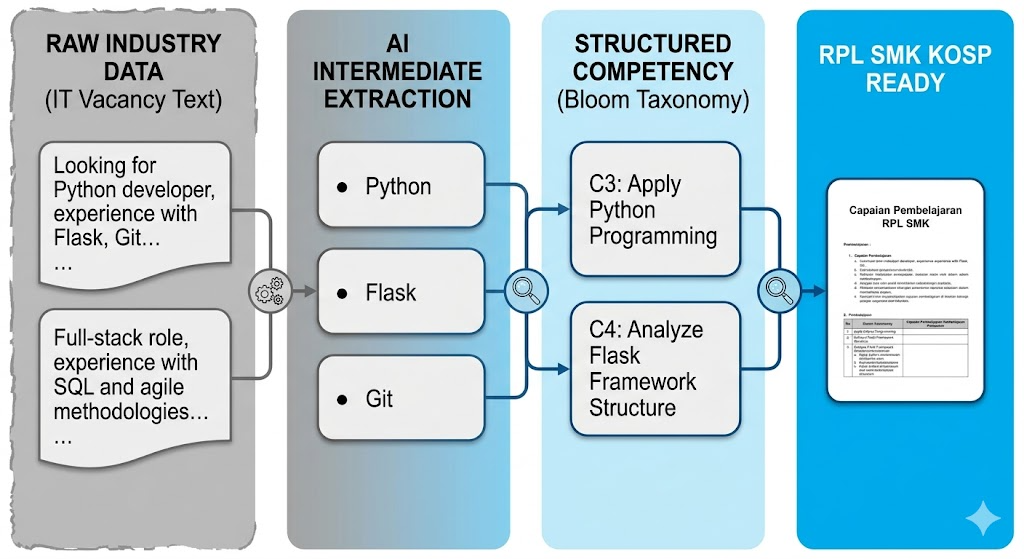 RAW INDUSTRY
DATA
(IT Vacancy Text)
Looking for
Python developer,
experience with
Flask, Git...
...
Full-stack role,
experience with
SQL and agile
methodologies...
...
AI
INTERMEDIATE
EXTRACTION
• Python
• Flask
• Git
STRUCTURED
COMPETENCY
(Bloom Taxonomy)
C3: Apply
Python
Programming
C4: Analyze
Flask
Framework
Structure
RPL SMK KOSP
READY
Capaian Pembelajaran
RPL SMK